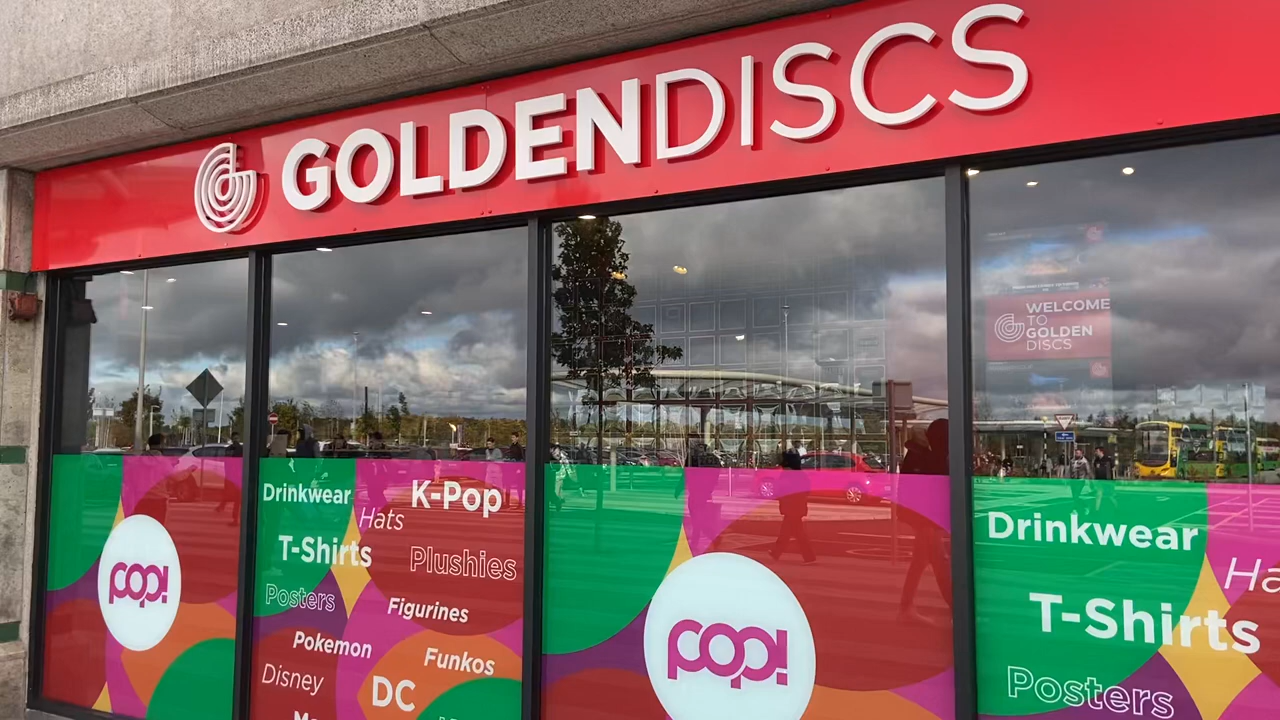 GOLDENDISCS
WELCOME
TO
GOLDEN
DISCS
pop!
Drinkwear
K-Pop
Hats
T-Shirts
Plushies
Posters
Figurines
Pokemon
Funkos
Disney
DC
pop!
Drinkwear
T-Shirts
Posters